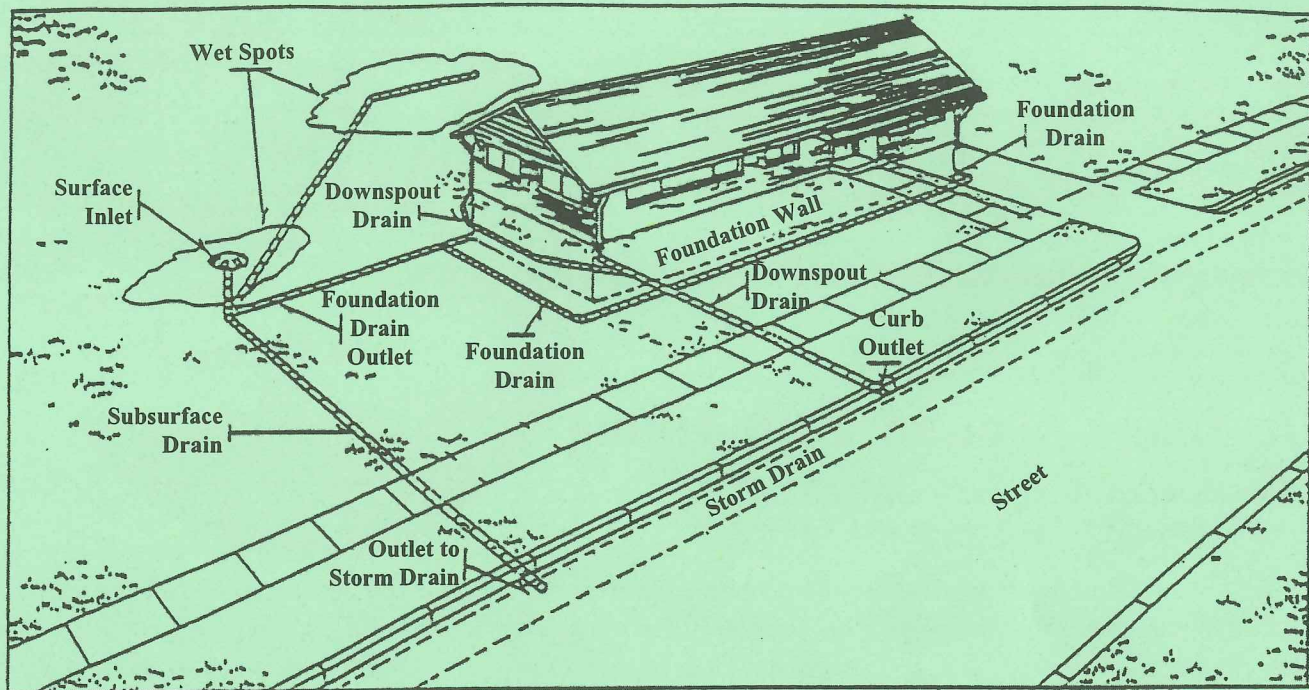 Wet Spots
Foundation
Drain
Surface
Inlet
Downspout
Drain
Foundation Wall
Downspout
Drain
Foundation
Drain
Outlet
Foundation
Drain
Curb
Outlet
Subsurface
Drain
Storm Drain
Street
Outlet to
Storm Drain